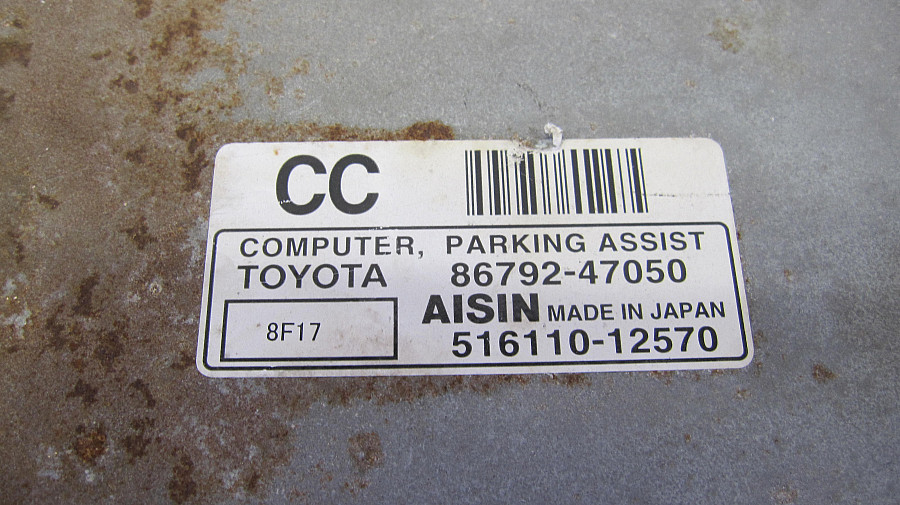 CC
COMPUTER, PARKING ASSIST
TOYOTA 86792-47050
AISIN MADE IN JAPAN
8F17
516110-12570